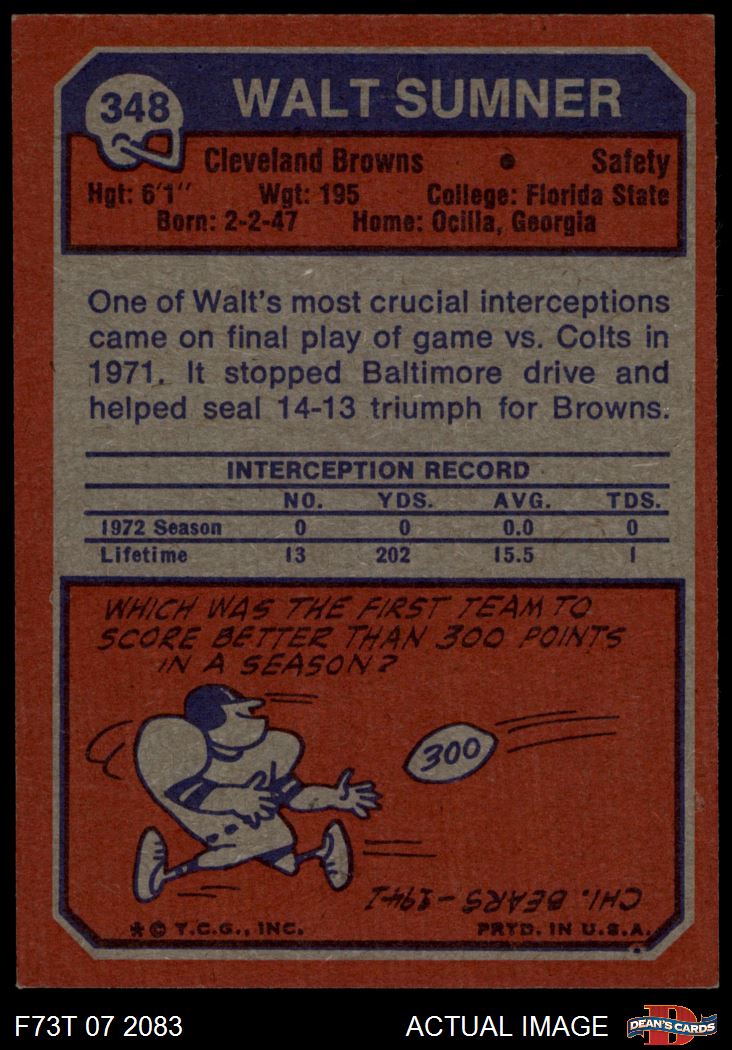 348 WALT SUMNER
Cleveland Browns • Safety
Hgt: 6'1" Wgt: 195 College: Florida State
Born: 2-2-47 Home: Ocilla, Georgia
One of Walt's most crucial interceptions
came on final play of game vs. Colts in
1971. It stopped Baltimore drive and
helped seal 14-13 triumph for Browns.
INTERCEPTION RECORD
NO. YDS. AVG. TDS.
1972 Season 0 0 0.0 0
Lifetime 13 202 15.5 1
WHICH WAS THE FIRST TEAM TO
SCORE BETTER THAN 300 POINTS
IN A SEASON?
300
CHI. BEARS-1941
* © T.C.G., INC. PRTD. IN U.S.A.
F73T 07 2083 ACTUAL IMAGE D DEAN'S CARDS